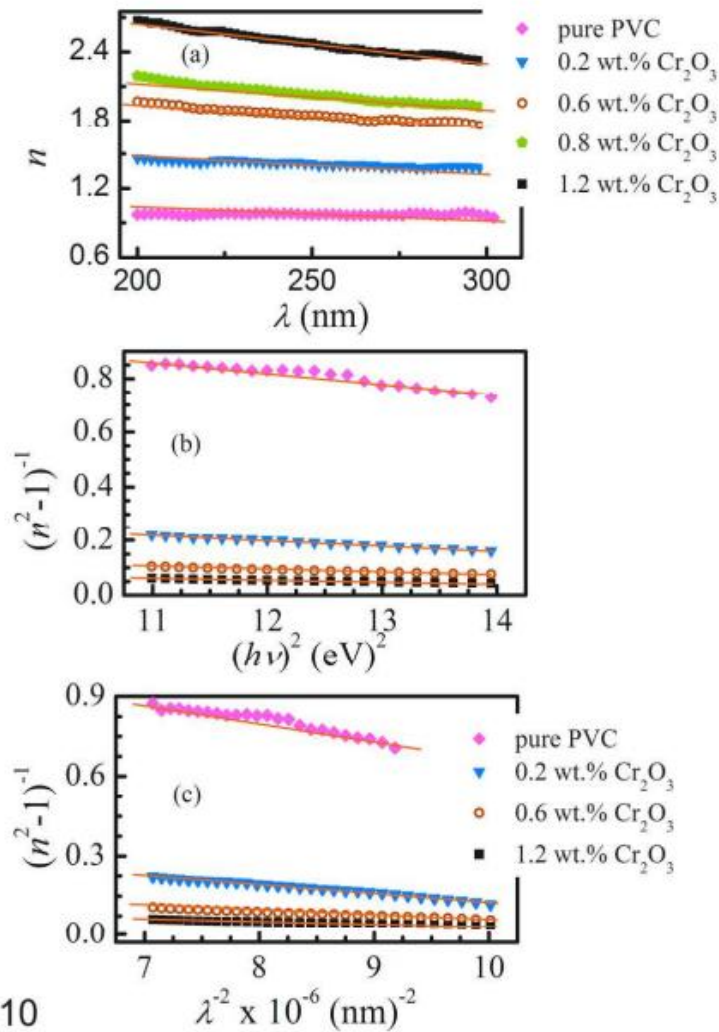 (a)
n
2.4
1.8
1.2
0.6
200 250 300
λ (nm)
pure PVC
0.2 wt.% Cr₂O₃
0.6 wt.% Cr₂O₃
0.8 wt.% Cr₂O₃
1.2 wt.% Cr₂O₃
(b)
(n²-1)⁻¹
0.8
0.6
0.4
0.2
0.0
11 12 13 14
(hν)² (eV)²
(c)
(n²-1)⁻¹
0.9
0.6
0.3
0.0
7 8 9 10
λ⁻² x 10⁻⁶ (nm)⁻²
pure PVC
0.2 wt.% Cr₂O₃
0.6 wt.% Cr₂O₃
1.2 wt.% Cr₂O₃
10